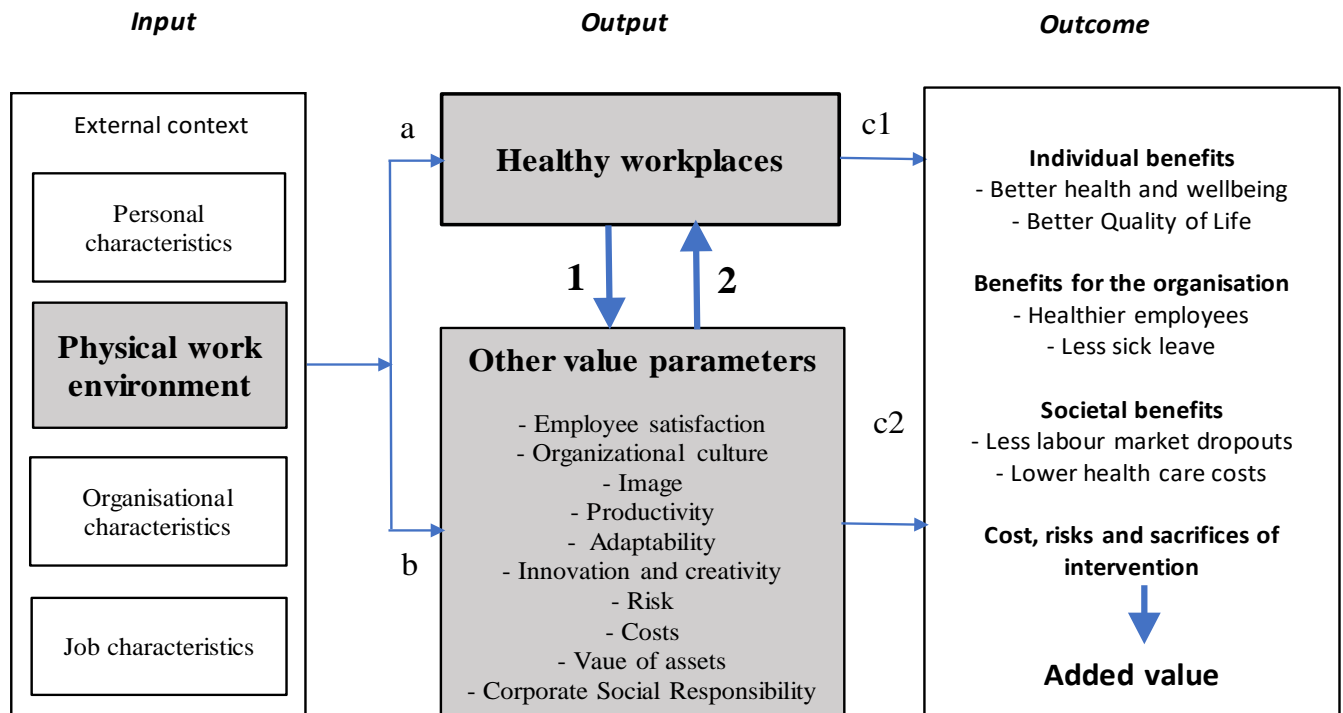 Input
Output
Outcome
External context
Personal
characteristics
Physical work
environment
Organisational
characteristics
Job characteristics
a
b
Healthy workplaces
1
2
Other value parameters
- Employee satisfaction
- Organizational culture
- Image
- Productivity
- Adaptability
- Innovation and creativity
- Risk
- Costs
- Vaue of assets
- Corporate Social Responsibility
c1
c2
Individual benefits
- Better health and wellbeing
- Better Quality of Life
Benefits for the organisation
- Healthier employees
- Less sick leave
Societal benefits
- Less labour market dropouts
- Lower health care costs
Cost, risks and sacrifices of
intervention
Added value